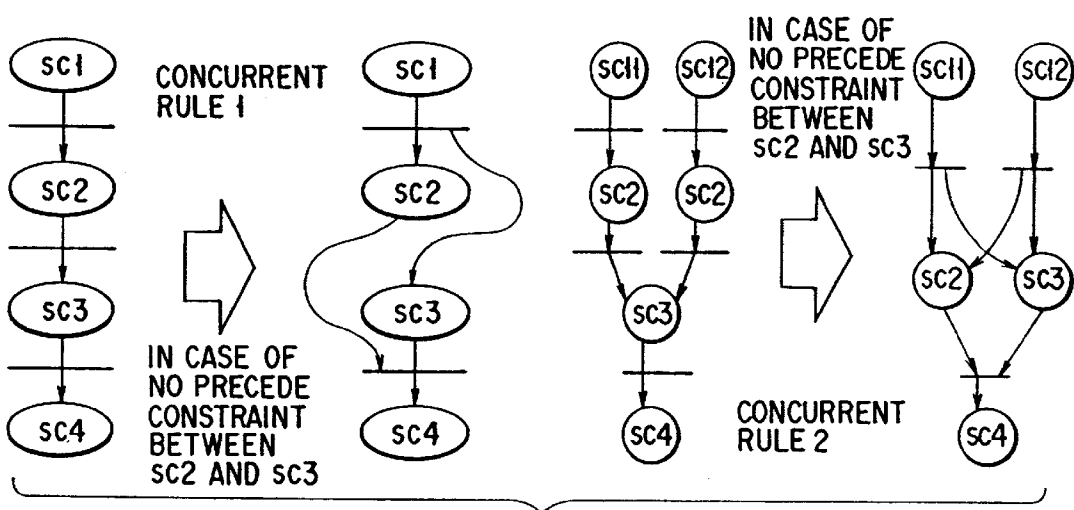 sc1
sc2
sc3
sc4
CONCURRENT
RULE 1
IN CASE OF
NO PRECEDE
CONSTRAINT
BETWEEN
sc2 AND sc3
sc1
sc2
sc3
sc4
sc11
sc12
sc2
sc2
sc3
sc4
IN CASE OF
NO PRECEDE
CONSTRAINT
BETWEEN
sc2 AND sc3
CONCURRENT
RULE 2
sc11
sc12
sc2
sc3
sc4